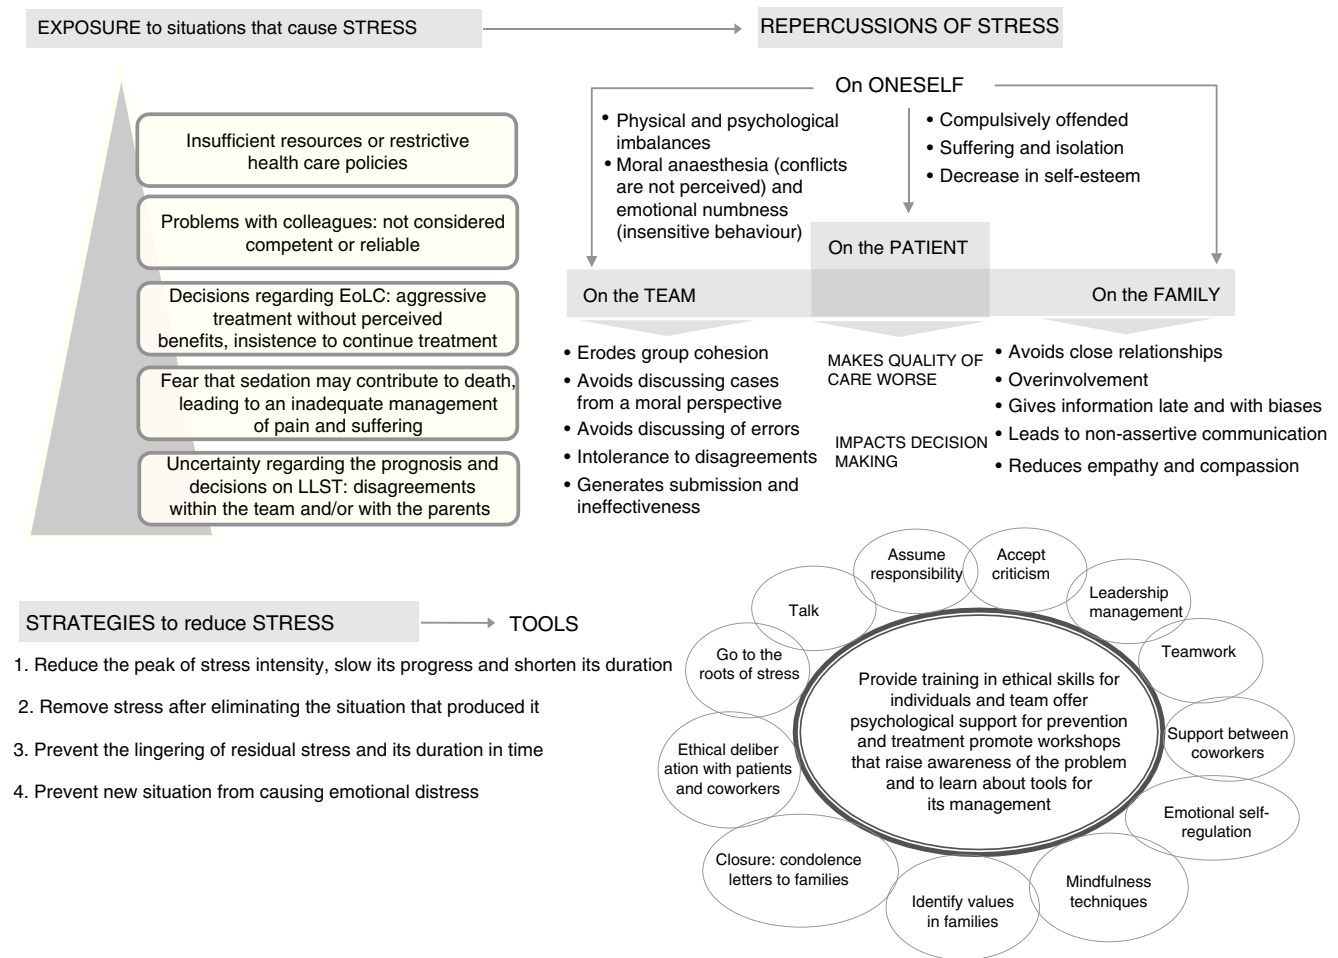 EXPOSURE to situations that cause STRESS
REPERCUSSIONS OF STRESS
Insufficient resources or restrictive
health care policies
Problems with colleagues: not considered
competent or reliable
Decisions regarding EoLC: aggressive
treatment without perceived
benefits, insistence to continue treatment
Fear that sedation may contribute to death,
leading to an inadequate management
of pain and suffering
Uncertainty regarding the prognosis and
decisions on LLST: disagreements
within the team and/or with the parents
On ONESELF
• Physical and psychological
imbalances
• Moral anaesthesia (conflicts
are not perceived) and
emotional numbness
(insensitive behaviour)
• Compulsively offended
• Suffering and isolation
• Decrease in self-esteem
On the PATIENT
On the TEAM
On the FAMILY
• Erodes group cohesion
• Avoids discussing cases
from a moral perspective
• Avoids discussing of errors
• Intolerance to disagreements
• Generates submission and
ineffectiveness
MAKES QUALITY OF
CARE WORSE
IMPACTS DECISION
MAKING
• Avoids close relationships
• Overinvolvement
• Gives information late and with biases
• Leads to non-assertive communication
• Reduces empathy and compassion
STRATEGIES to reduce STRESS
TOOLS
1. Reduce the peak of stress intensity, slow its progress and shorten its duration
2. Remove stress after eliminating the situation that produced it
3. Prevent the lingering of residual stress and its duration in time
4. Prevent new situation from causing emotional distress
Assume
responsibility
Accept
criticism
Leadership
management
Teamwork
Support between
coworkers
Emotional self-
regulation
Mindfulness
techniques
Identify values
in families
Closure: condolence
letters to families
Ethical deliber
ation with patients
and coworkers
Go to the
roots of stress
Talk
Provide training in ethical skills for
individuals and team offer
psychological support for prevention
and treatment promote workshops
that raise awareness of the problem
and to learn about tools for
its management